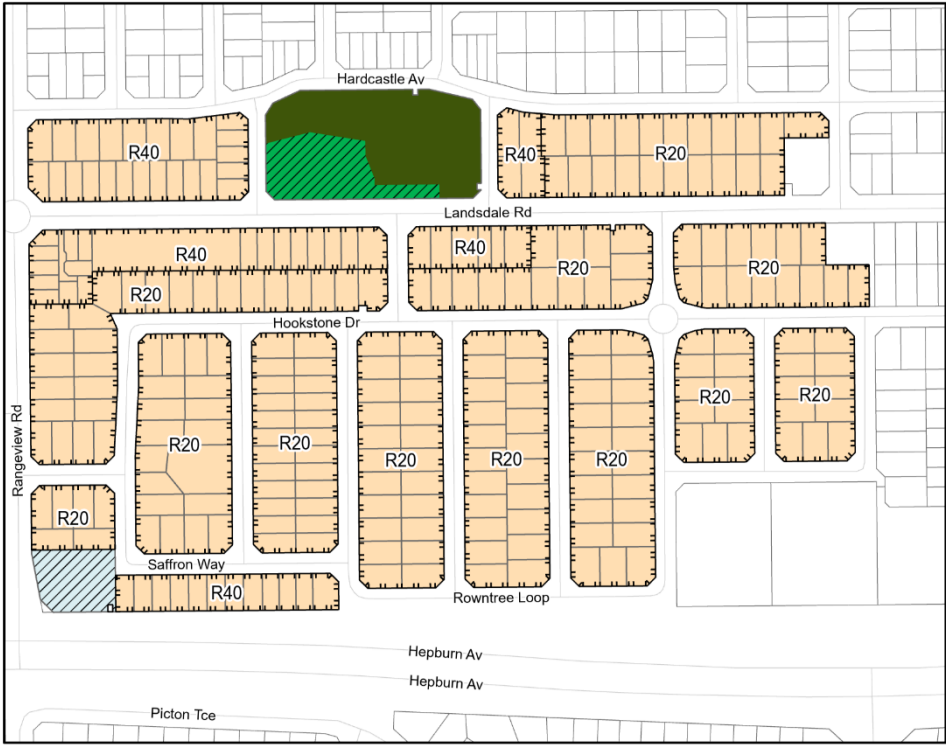 Hardcastle Av
R40
R40
R20
Landsdale Rd
R40
R40
R20
R20
R20
Hookstone Dr
Rangeview Rd
R20
R20
R20
R20
R20
R20
R20
R20
Saffron Way
R40
Rowntree Loop
Hepburn Av
Hepburn Av
Picton Tce